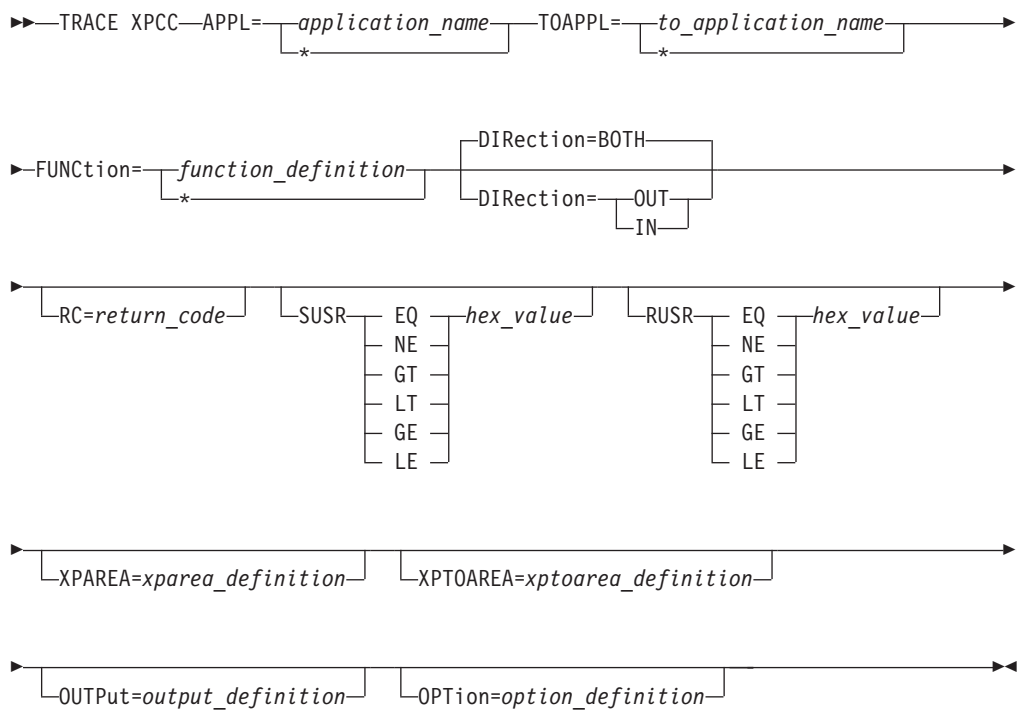 TRACE XPCC APPL= application_name TOAPPL= to_application_name
* *
DIRection=BOTH
FUNCtion= function_definition
* DIRection= OUT
IN
RC=return_code SUSR EQ hex_value RUSR EQ hex_value
NE NE
GT GT
LT LT
GE GE
LE LE
XPAREA=xparea_definition XPTOAREA=xptoarea_definition
OUTPut=output_definition OPTion=option_definition